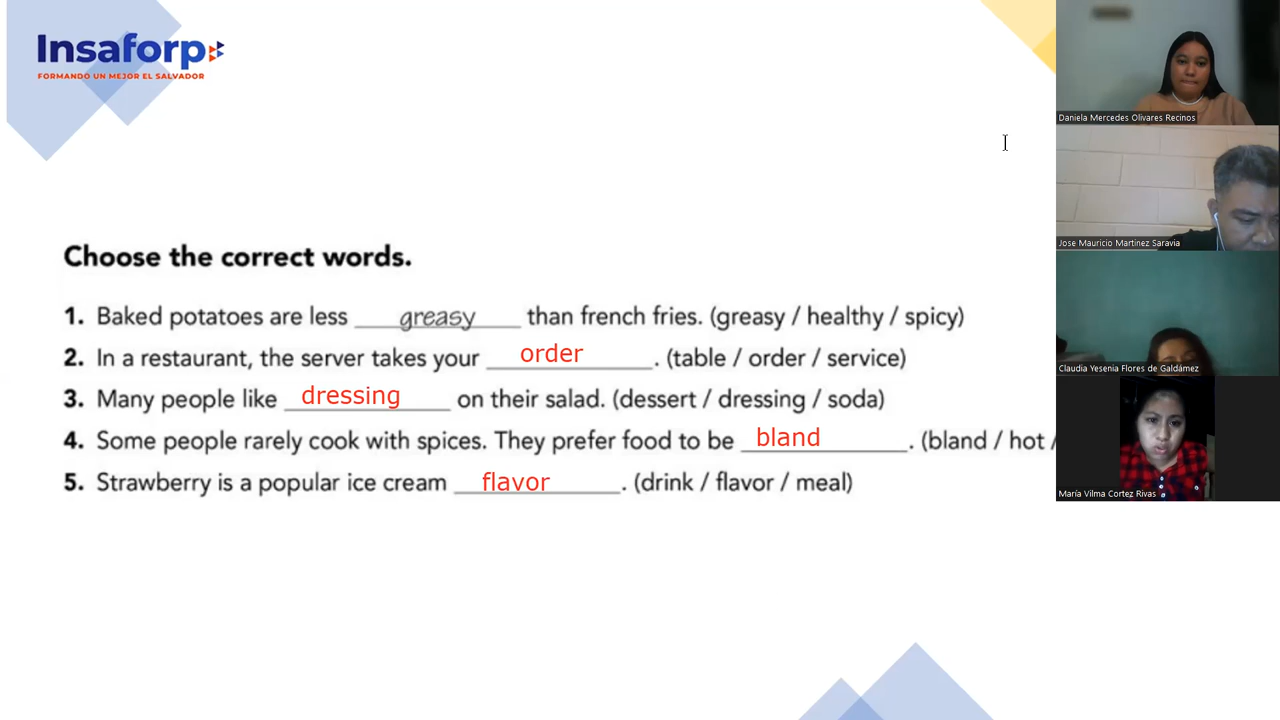 Insaforp
FORMANDO UN MEJOR EL SALVADOR
Choose the correct words.
1. Baked potatoes are less greasy than french fries. (greasy / healthy / spicy)
2. In a restaurant, the server takes your order. (table / order / service)
3. Many people like dressing on their salad. (dessert / dressing / soda)
4. Some people rarely cook with spices. They prefer food to be bland. (bland / hot /
5. Strawberry is a popular ice cream flavor. (drink / flavor / meal)
Daniela Mercedes Olivares Recinos
Jose Mauricio Martinez Saravia
Claudia Yesenia Flores de Galdámez
María Vilma Cortez Rivas